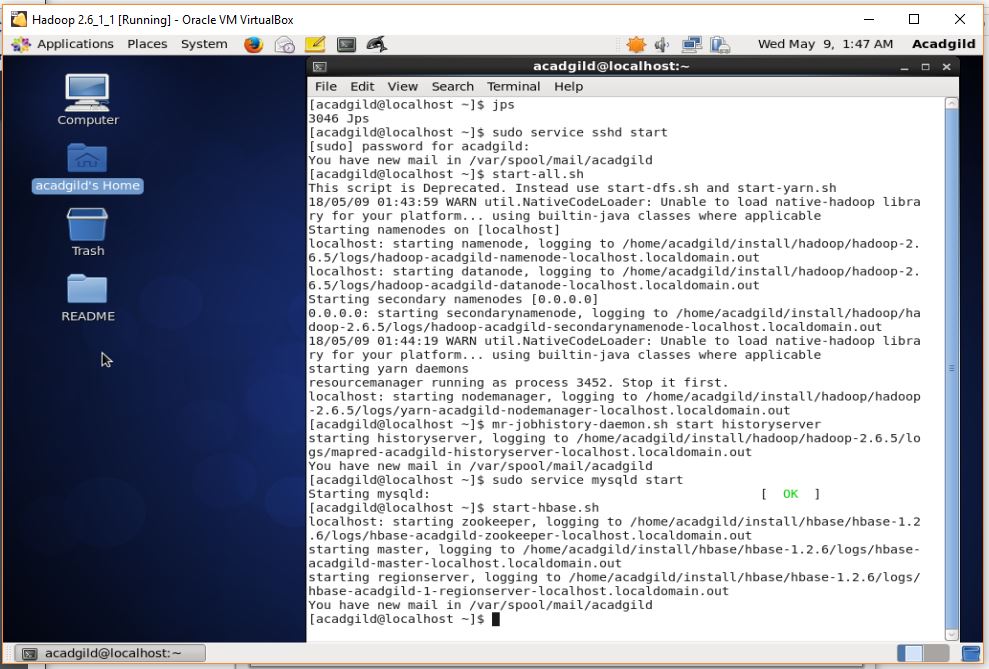 Hadoop 2.6_1_1 [Running] - Oracle VM VirtualBox
Applications Places System
Wed May 9, 1:47 AM Acadgild
Computer
acadgild's Home
Trash
README
acadgild@localhost:~
File Edit View Search Terminal Help
[acadgild@localhost ~]$ jps
3046 Jps
[acadgild@localhost ~]$ sudo service sshd start
[sudo] password for acadgild:
You have new mail in /var/spool/mail/acadgild
[acadgild@localhost ~]$ start-all.sh
This script is Deprecated. Instead use start-dfs.sh and start-yarn.sh
18/05/09 01:43:59 WARN util.NativeCodeLoader: Unable to load native-hadoop libra
ry for your platform... using builtin-java classes where applicable
Starting namenodes on [localhost]
localhost: starting namenode, logging to /home/acadgild/install/hadoop/hadoop-2.
6.5/logs/hadoop-acadgild-namenode-localhost.localdomain.out
localhost: starting datanode, logging to /home/acadgild/install/hadoop/hadoop-2.
6.5/logs/hadoop-acadgild-datanode-localhost.localdomain.out
Starting secondary namenodes [0.0.0.0]
0.0.0.0: starting secondarynamenode, logging to /home/acadgild/install/hadoop/ha
doop-2.6.5/logs/hadoop-acadgild-secondarynamenode-localhost.localdomain.out
18/05/09 01:44:19 WARN util.NativeCodeLoader: Unable to load native-hadoop libra
ry for your platform... using builtin-java classes where applicable
starting yarn daemons
resourcemanager running as process 3452. Stop it first.
localhost: starting nodemanager, logging to /home/acadgild/install/hadoop/hadoop
-2.6.5/logs/yarn-acadgild-nodemanager-localhost.localdomain.out
[acadgild@localhost ~]$ mr-jobhistory-daemon.sh start historyserver
starting historyserver, logging to /home/acadgild/install/hadoop/hadoop-2.6.5/lo
gs/mapred-acadgild-historyserver-localhost.localdomain.out
You have new mail in /var/spool/mail/acadgild
[acadgild@localhost ~]$ sudo service mysqld start
Starting mysqld: [ OK ]
[acadgild@localhost ~]$ start-hbase.sh
localhost: starting zookeeper, logging to /home/acadgild/install/hbase/hbase-1.2
.6/logs/hbase-acadgild-zookeeper-localhost.localdomain.out
starting master, logging to /home/acadgild/install/hbase/hbase-1.2.6/logs/hbase-
acadgild-master-localhost.localdomain.out
starting regionserver, logging to /home/acadgild/install/hbase/hbase-1.2.6/logs/
hbase-acadgild-1-regionserver-localhost.localdomain.out
You have new mail in /var/spool/mail/acadgild
[acadgild@localhost ~]$
acadgild@localhost:~